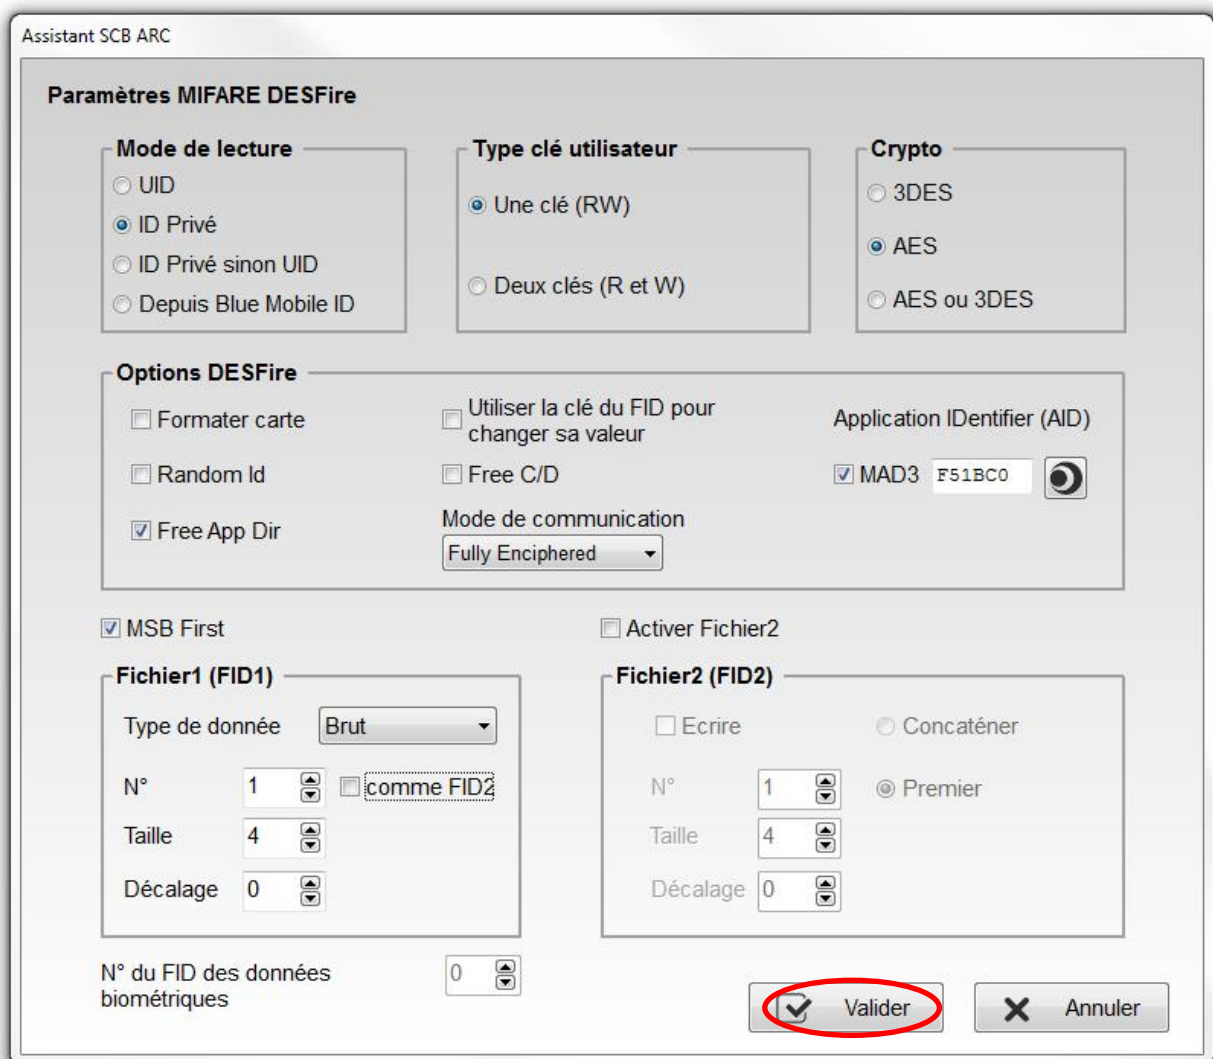 Assistant SCB ARC
Paramètres MIFARE DESFire
Mode de lecture
UID
ID Privé
ID Privé sinon UID
Depuis Blue Mobile ID
Type clé utilisateur
Une clé (RW)
Deux clés (R et W)
Crypto
3DES
AES
AES ou 3DES
Options DESFire
Formater carte
Random Id
Free App Dir
Utiliser la clé du FID pour
changer sa valeur
Free C/D
Mode de communication
Fully Enciphered
Application IDentifier (AID)
MAD3 F51BC0
MSB First
Activer Fichier2
Fichier1 (FID1)
Type de donnée Brut
N° 1 comme FID2
Taille 4
Décalage 0
Fichier2 (FID2)
Ecrire Concaténer
N° 1 Premier
Taille 4
Décalage 0
N° du FID des données
biométriques
0
Valider Annuler